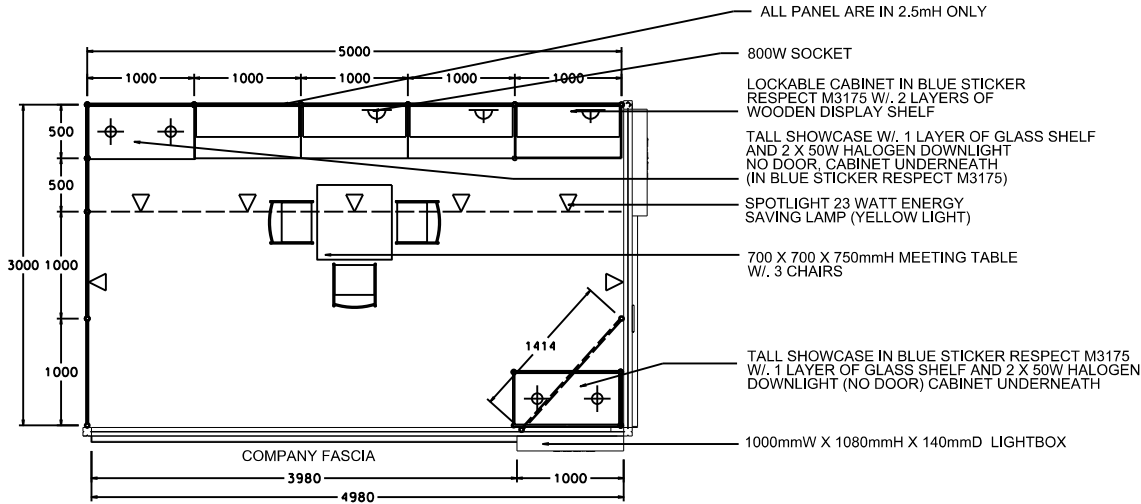 ALL PANEL ARE IN 2.5mH ONLY
5000
800W SOCKET
1000 1000 1000 1000 1000
LOCKABLE CABINET IN BLUE STICKER
RESPECT M3175 W/. 2 LAYERS OF
WOODEN DISPLAY SHELF
500
TALL SHOWCASE W/. 1 LAYER OF GLASS SHELF
AND 2 X 50W HALOGEN DOWNLIGHT
NO DOOR, CABINET UNDERNEATH
(IN BLUE STICKER RESPECT M3175)
500
SPOTLIGHT 23 WATT ENERGY
SAVING LAMP (YELLOW LIGHT)
3000 1000
700 X 700 X 750mmH MEETING TABLE
W/. 3 CHAIRS
1414
1000
TALL SHOWCASE IN BLUE STICKER RESPECT M3175
W/. 1 LAYER OF GLASS SHELF AND 2 X 50W HALOGEN
DOWNLIGHT (NO DOOR) CABINET UNDERNEATH
1000mmW X 1080mmH X 140mmD LIGHTBOX
COMPANY FASCIA
3980 1000
4980